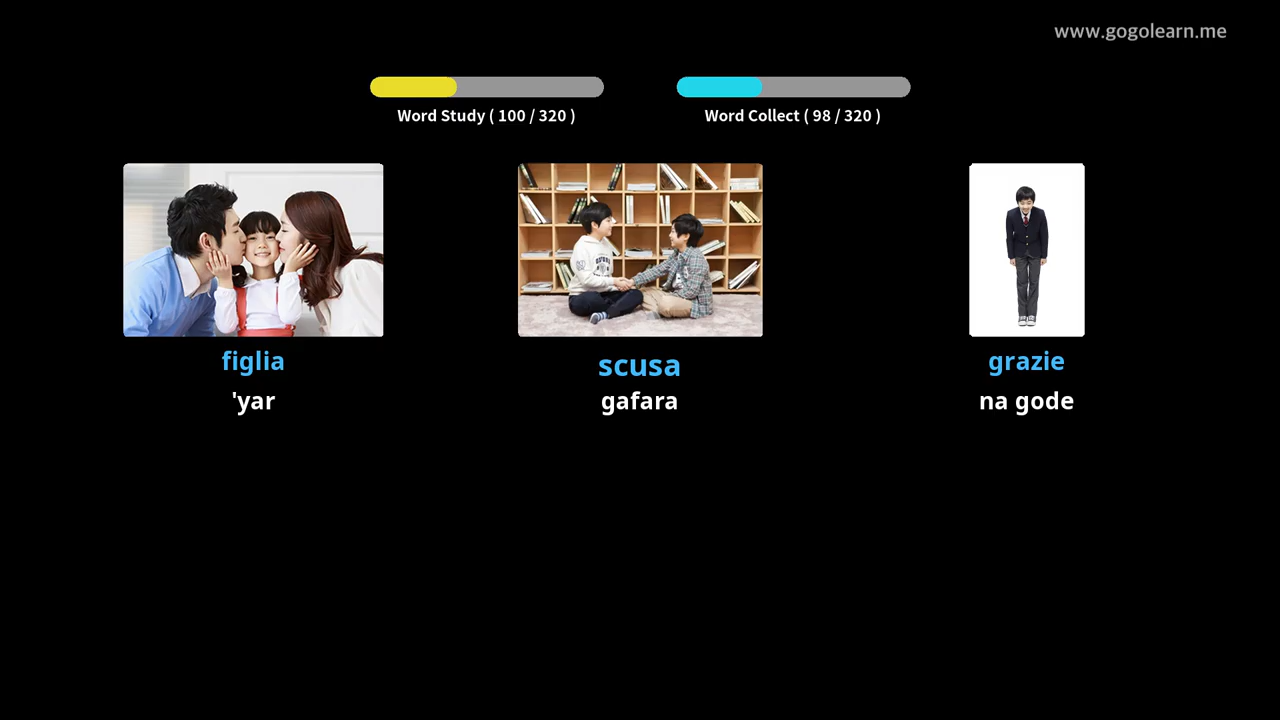 www.gogolearn.me
Word Study ( 100 / 320 )
Word Collect ( 98 / 320 )
figlia
'yar
scusa
gafara
grazie
na gode